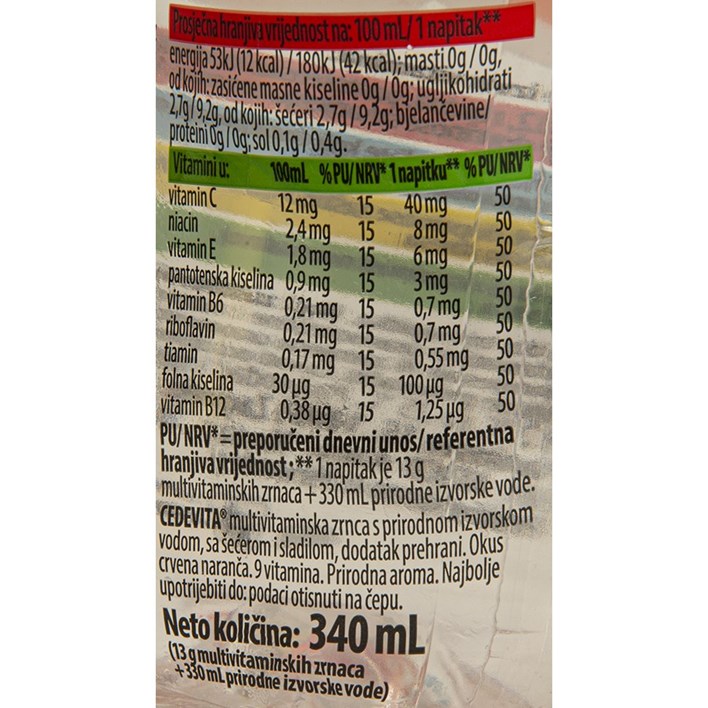 Prosječna hranjiva vrijednost na: 100 mL/ 1 napitak**
energija 53kJ (12 kcal) / 180kJ (42 kcal); masti 0g / 0g,
od kojih: zasićene masne kiseline 0g / 0g; ugljikohidrati
2,7g / 9,2g, od kojih: šećeri 2,7g / 9,2g; bjelančevine/
proteini 0g / 0g; sol 0,1g / 0,4g.
Vitamini u: 100mL % PU/NRV* 1 napitku** % PU/NRV*
vitamin C 12 mg 15 40 mg 50
niacin 2,4 mg 15 8 mg 50
vitamin E 1,8 mg 15 6 mg 50
pantotenska kiselina 0,9 mg 15 3 mg 50
vitamin B6 0,21 mg 15 0,7 mg 50
riboflavin 0,21 mg 15 0,7 mg 50
tiamin 0,17 mg 15 0,55 mg 50
folna kiselina 30 µg 15 100 µg 50
vitamin B12 0,38 µg 15 1,25 µg 50
PU/ NRV* = preporučeni dnevni unos/ referentna
hranjiva vrijednost ;** 1 napitak je 13 g
multivitaminskih zrnaca + 330 mL prirodne izvorske vode.
CEDEVITA® multivitaminska zrnca s prirodnom izvorskom
vodom, sa šećerom i sladilom, dodatak prehrani. Okus
crvena naranča. 9 vitamina. Prirodna aroma. Najbolje
upotrijebiti do: podaci otisnuti na čepu.
Neto količina: 340 mL
(13 g multivitaminskih zrnaca
+330 mL prirodne izvorske vode)